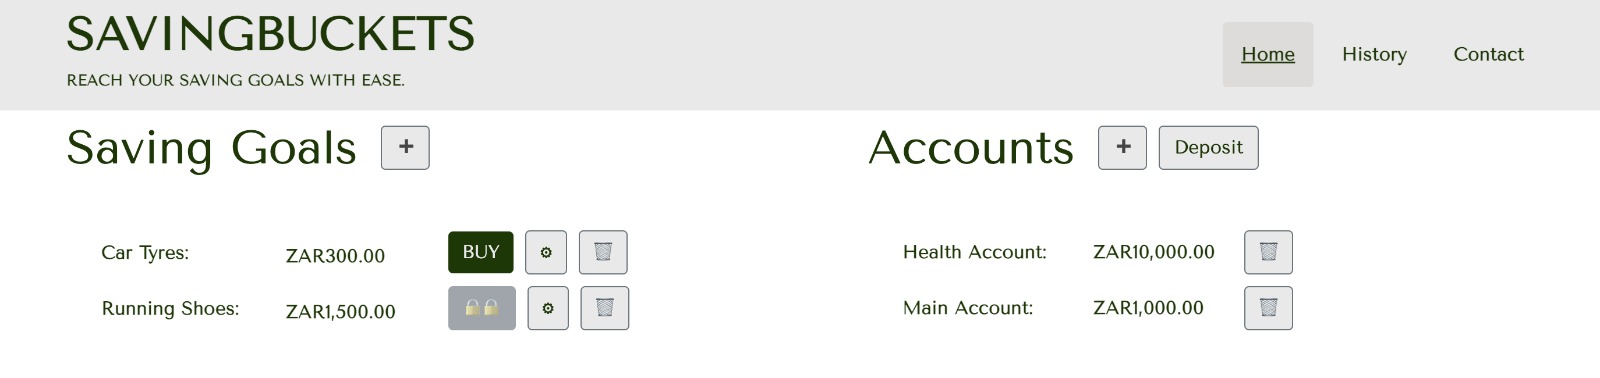 SAVINGBUCKETS
REACH YOUR SAVING GOALS WITH EASE.
Home History Contact
Saving Goals +
Car Tyres: ZAR300.00 BUY
Running Shoes: ZAR1,500.00
Accounts + Deposit
Health Account: ZAR10,000.00
Main Account: ZAR1,000.00